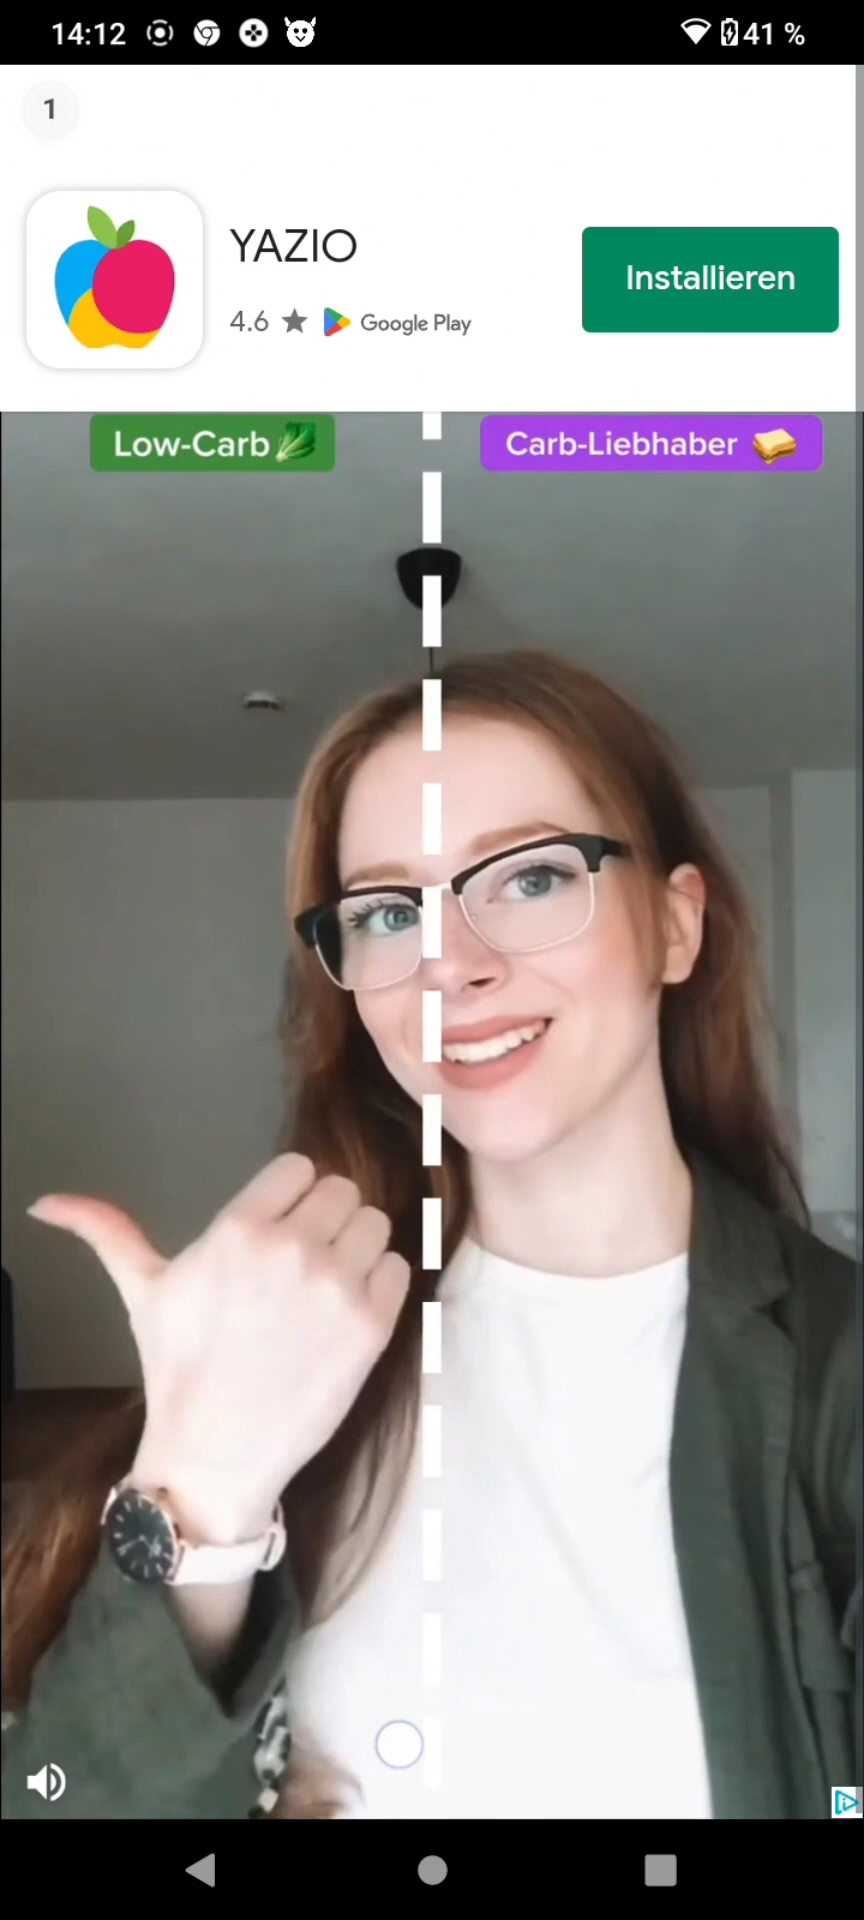 14:12 41 %
1
YAZIO
4.6 ★ Google Play
Installieren
Low-Carb Carb-Liebhaber